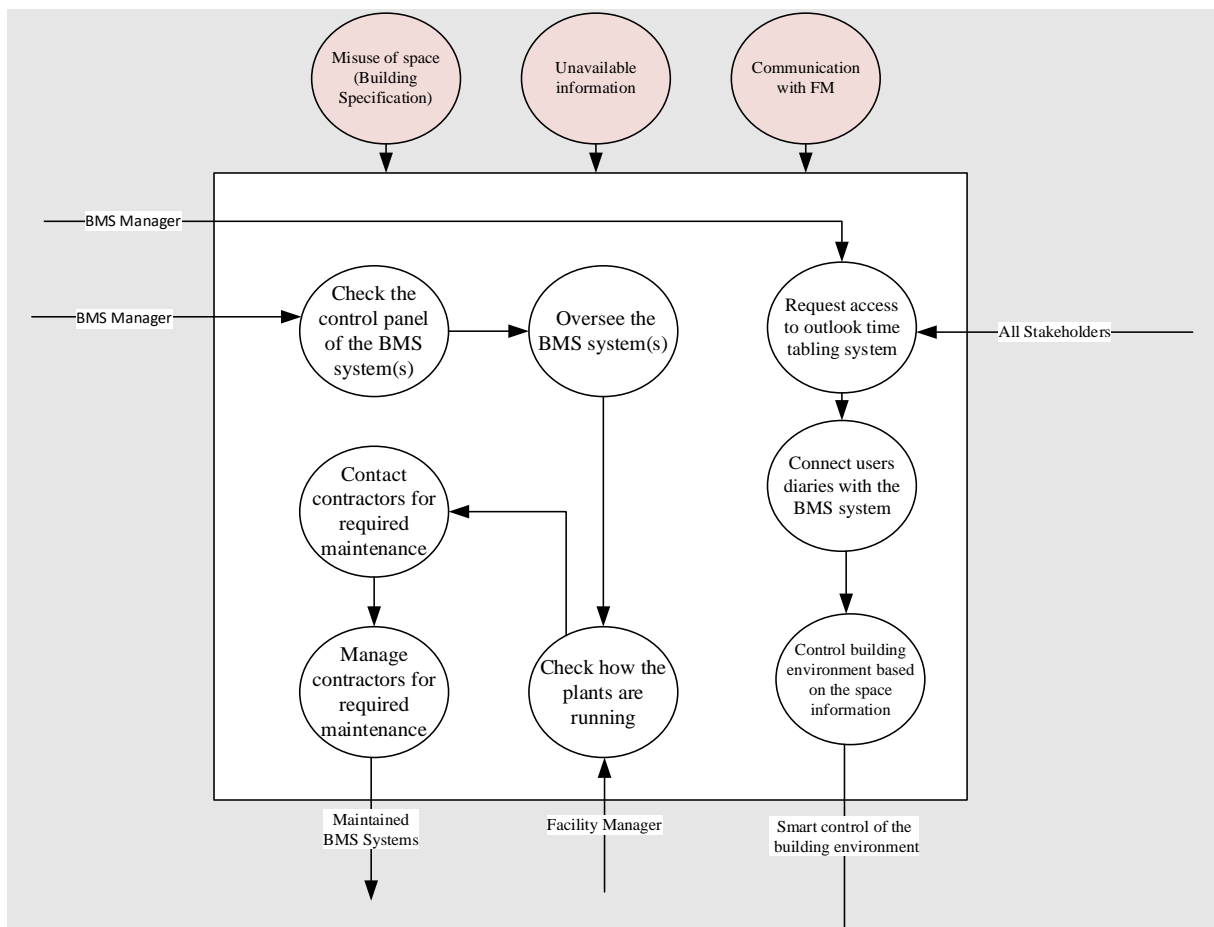 Misuse of space
(Building
Specification)
Unavailable
information
Communication
with FM
BMS Manager
BMS Manager
Check the
control panel
of the BMS
system(s)
Oversee the
BMS system(s)
Request access
to outlook time
tabling system
All Stakeholders
Contact
contractors for
required
maintenance
Connect users
diaries with the
BMS system
Manage
contractors for
required
maintenance
Check how the
plants are
running
Control building
environment based
on the space
information
Maintained
BMS Systems
Facility Manager
Smart control of the
building environment